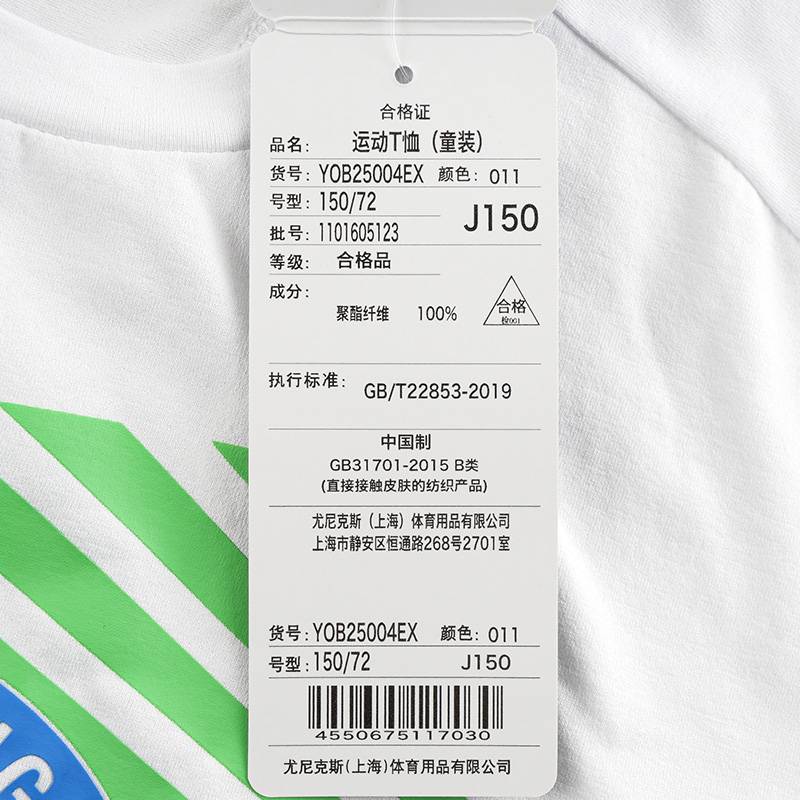 合格证
品名： 运动T恤（童装）
货号： YOB25004EX 颜色： 011
号型： 150/72
J150
批号： 1101605123
等级： 合格品
成分：
聚酯纤维 100%
合格
检001
执行标准： GB/T22853-2019
中国制
GB31701-2015 B类
(直接接触皮肤的纺织产品)
尤尼克斯（上海）体育用品有限公司
上海市静安区恒通路268号2701室
货号： YOB25004EX 颜色： 011
号型： 150/72 J150
4550675117030
尤尼克斯(上海)体育用品有限公司